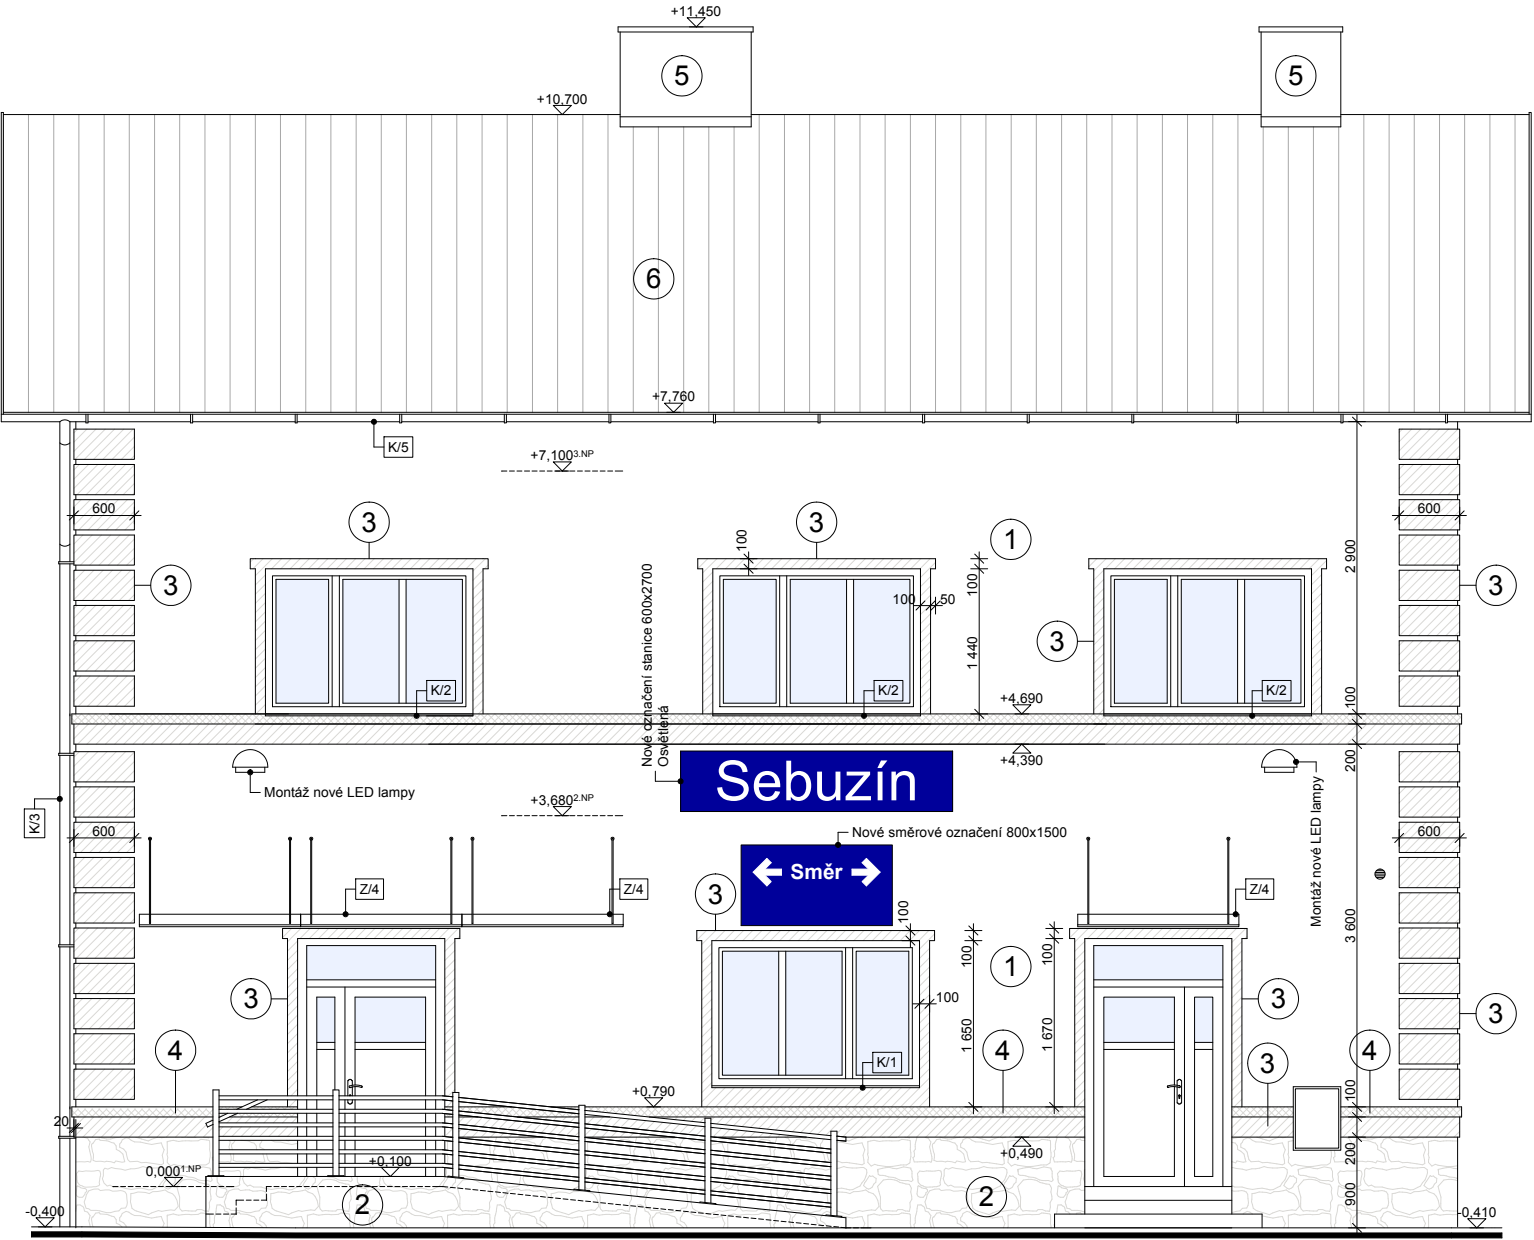 +11,450
5
5
+10,700
6
+7,760
K/5
+7,100 3.NP
600
600
3
3
1
100
2 900
3
3
100
100
50
3
1 440
Nové označení stanice 600x2700
Osvětlená
K/2
K/2
K/2
+4,690
100
+4,390
200
Sebuzín
Montáž nové LED lampy
Montáž nové LED lampy
+3,680 2.NP
K/3
600
600
Nové směrové označení 800x1500
Směr
Z/4
Z/4
Z/4
3
100
3 600
100
100
1
3
100
3
3
1 650
1 670
4
4
4
K/1
3
+0,790
100
20
+0,490
200
0,000 1.NP
+0,100
2
2
900
-0,400
-0,410